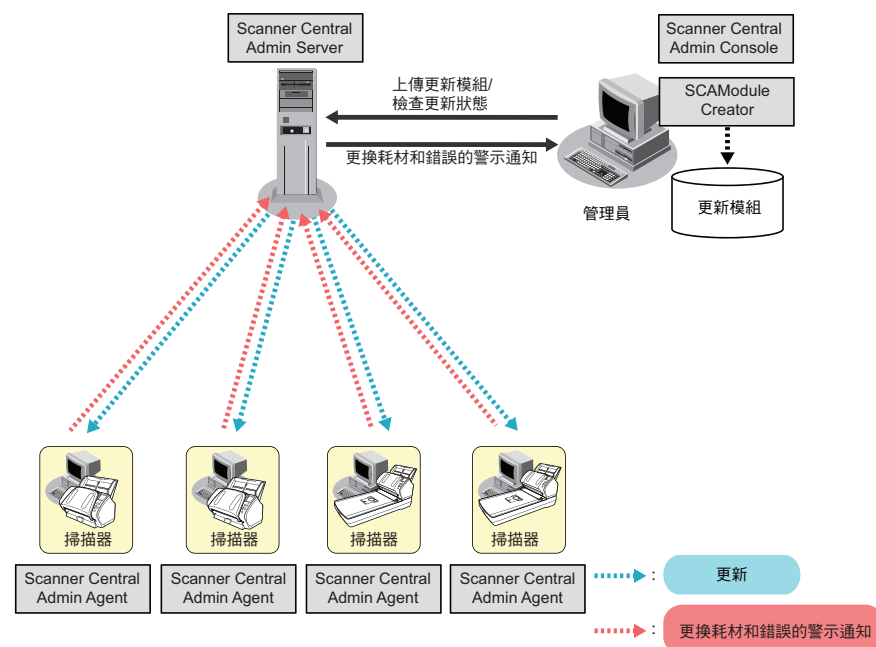 Scanner Central
Admin Server
Scanner Central
Admin Console
上傳更新模組/
檢查更新狀態
SCAModule
Creator
更換耗材和錯誤的警示通知
管理員
更新模組
掃描器
掃描器
掃描器
掃描器
Scanner Central
Admin Agent
Scanner Central
Admin Agent
Scanner Central
Admin Agent
Scanner Central
Admin Agent
: 更新
: 更換耗材和錯誤的警示通知